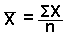 X̅ = ΣX / n